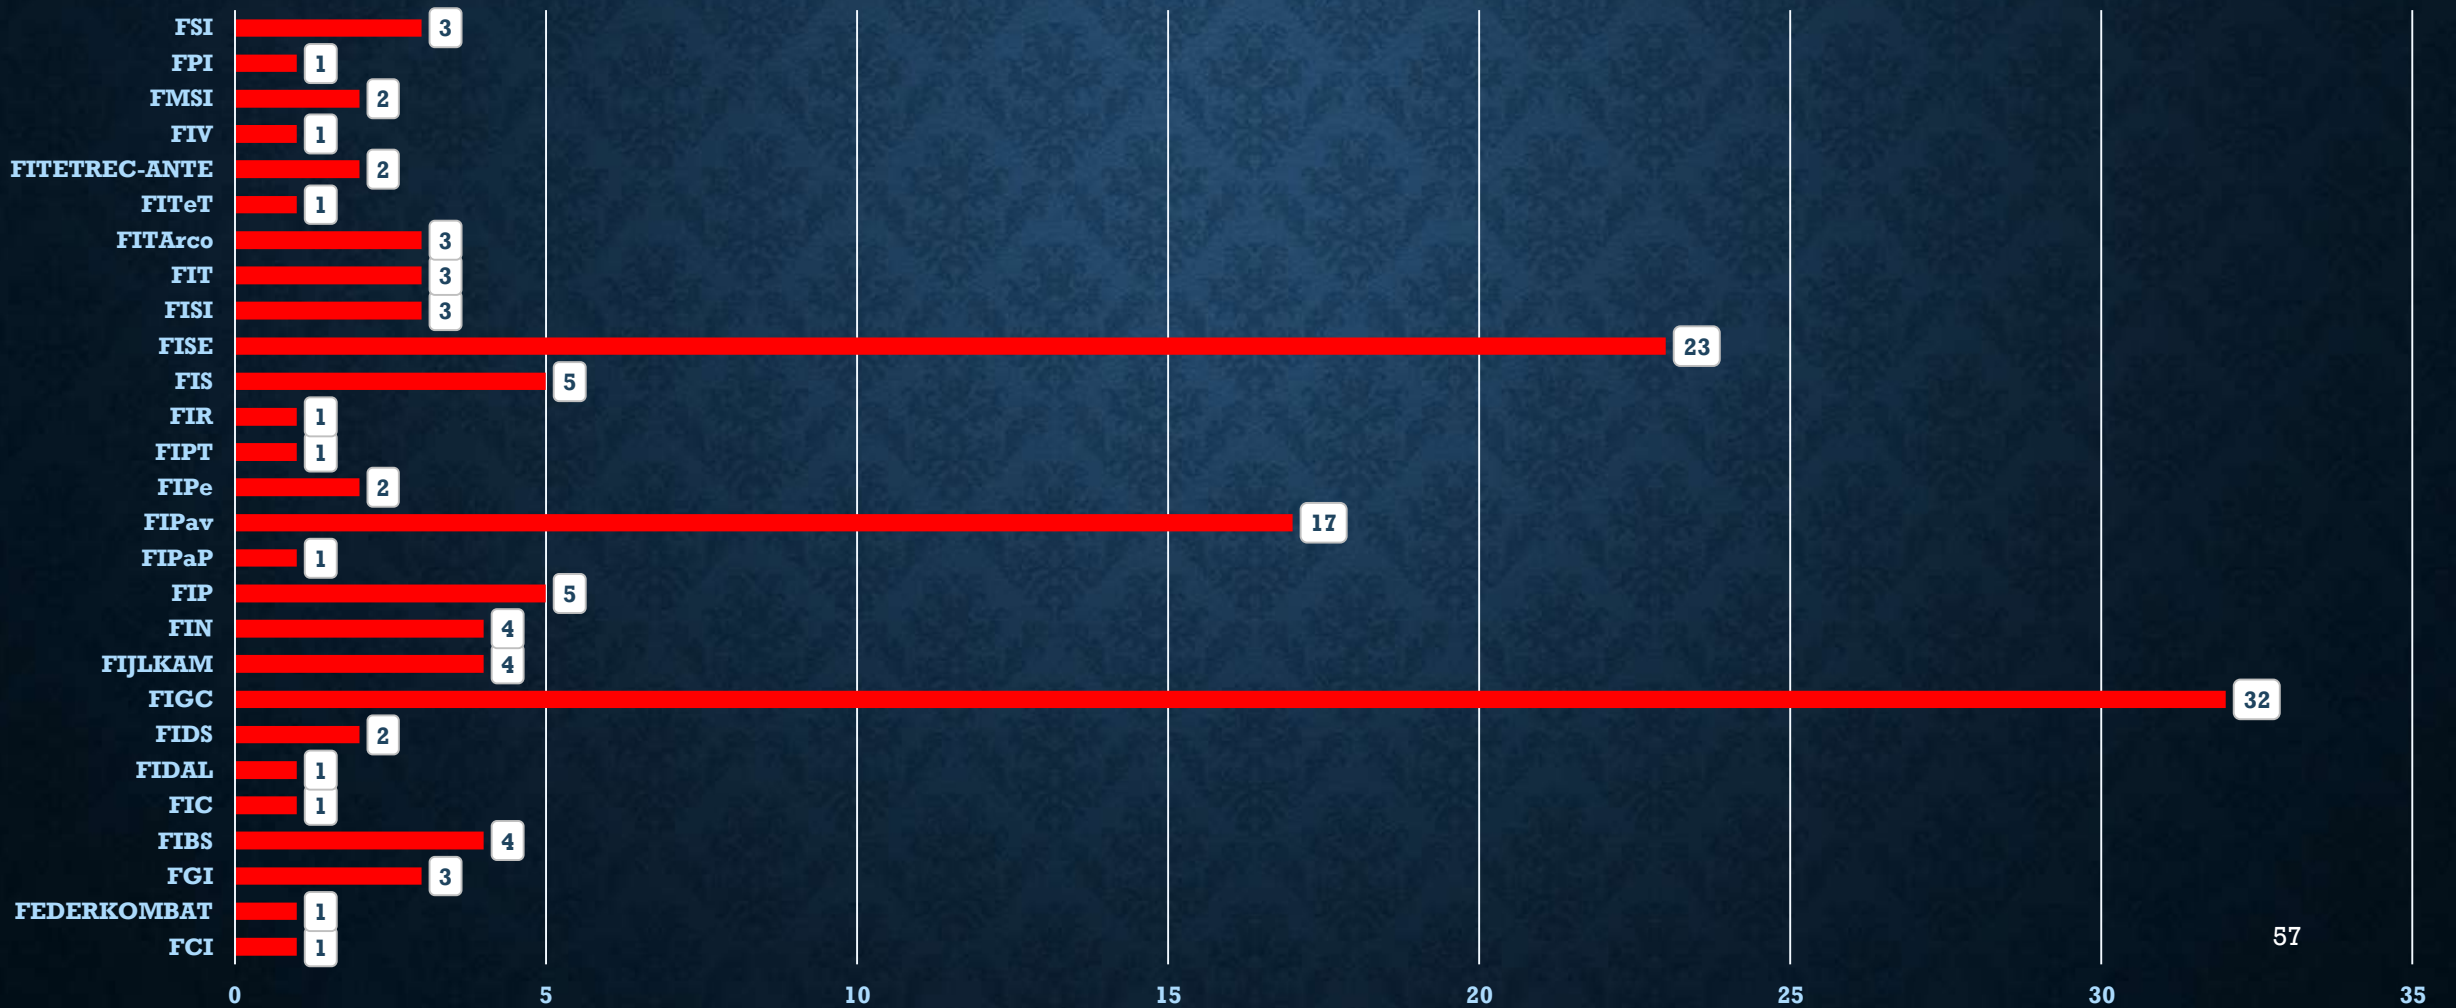 FSI 3
FPI 1
FMSI 2
FIV 1
FITETREC-ANTE 2
FITeT 1
FITArco 3
FIT 3
FISI 3
FISE 23
FIS 5
FIR 1
FIPT 1
FIPe 2
FIPav 17
FIPaP 1
FIP 5
FIN 4
FIJLKAM 4
FIGC 32
FIDS 2
FIDAL 1
FIC 1
FIBS 4
FGI 3
FEDERKOMBAT 1
FCI 1
57
0 5 10 15 20 25 30 35